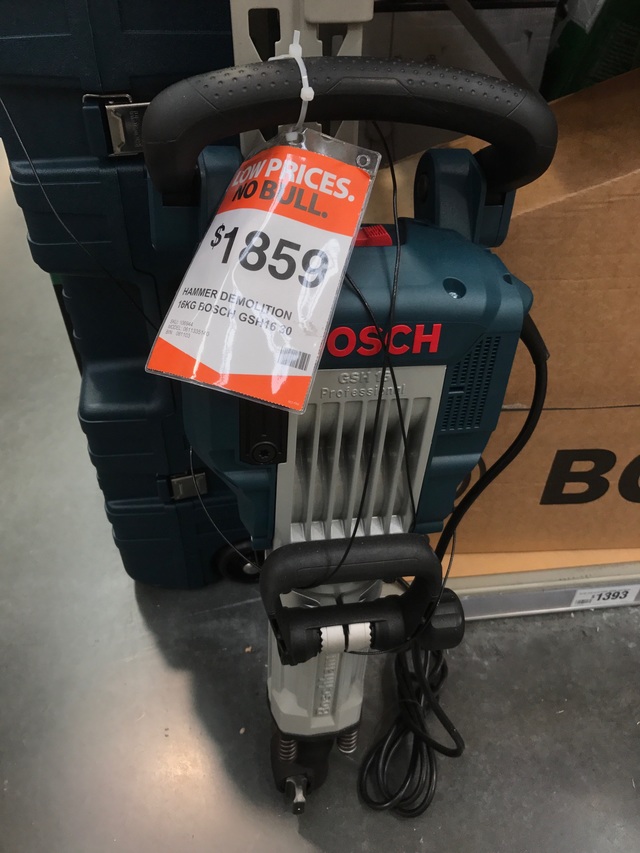 LOW PRICES.
NO BULL.
$1859
HAMMER DEMOLITION
16KG BOSCH GSH16-30
BOSCH
GSH 16
Professional
BO
$1393